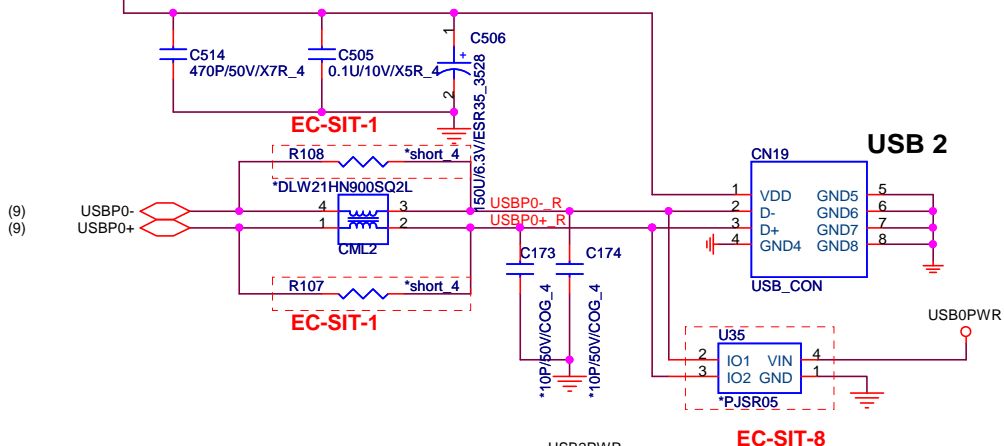 1
C506
C514
470P/50V/X7R_4
C505
0.1U/10V/X5R_4
+
2
150U/6.3V/ESR35_3528
EC-SIT-1
USB 2
R108
*short_4
CN19
*DLW21HN900SQ2L
(9)
USBP0-
4
3
USBP0-_R
(9)
USBP0+
1
2
USBP0+_R
CML2
1
VDD
GND5
5
2
D-
GND6
6
3
D+
GND7
7
4
GND4
GND8
8
USB_CON
C173
C174
*10P/50V/COG_4
*10P/50V/COG_4
R107
*short_4
EC-SIT-1
USB0PWR
U35
2
IO1
VIN
4
3
IO2
GND
1
*PJSR05
EC-SIT-8